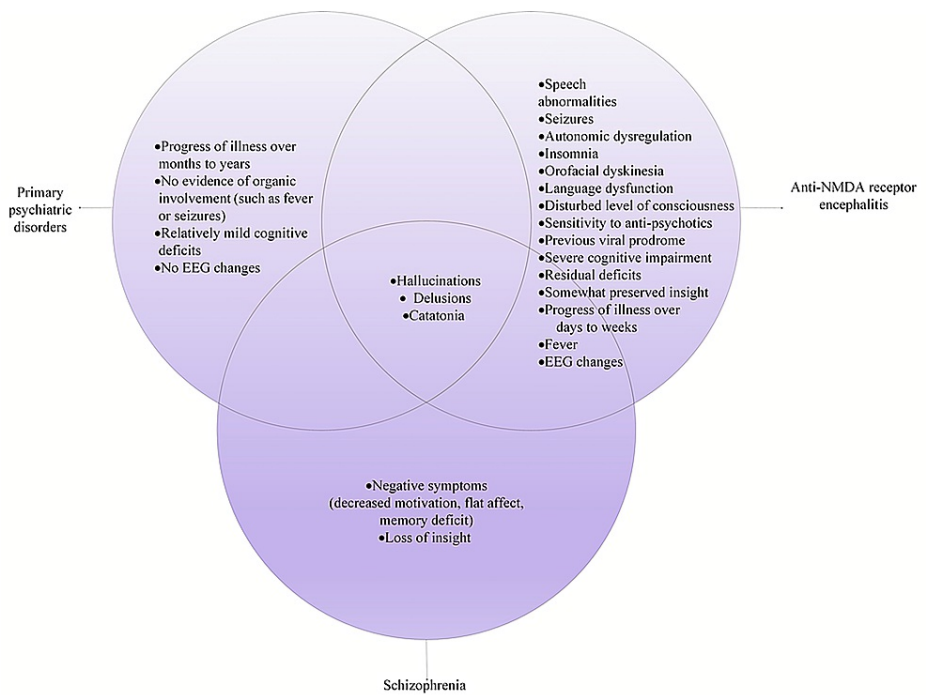 Primary
psychiatric
disorders
•Progress of illness over
months to years
•No evidence of organic
involvement (such as fever
or seizures)
•Relatively mild cognitive
deficits
•No EEG changes
•Hallucinations
• Delusions
•Catatonia
•Speech
abnormalities
•Seizures
•Autonomic dysregulation
•Insomnia
•Orofacial dyskinesia
•Language dysfunction
•Disturbed level of consciousness
•Sensitivity to anti-psychotics
•Previous viral prodrome
•Severe cognitive impairment
•Residual deficits
•Somewhat preserved insight
•Progress of illness over
days to weeks
•Fever
•EEG changes
Anti-NMDA receptor
encephalitis
•Negative symptoms
(decreased motivation, flat affect,
memory deficit)
•Loss of insight
Schizophrenia